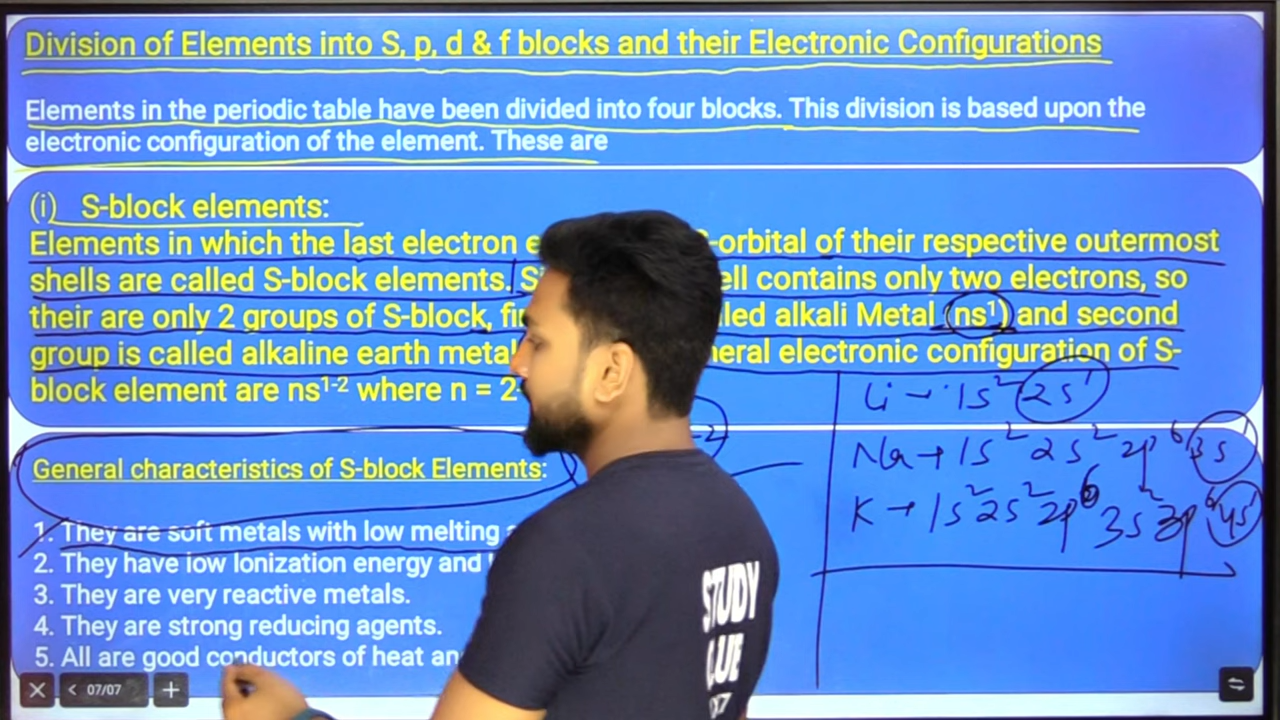 Division of Elements into S, p, d & f blocks and their Electronic Configurations
Elements in the periodic table have been divided into four blocks. This division is based upon the
electronic configuration of the element. These are
(i) S-block elements:
Elements in which the last electron -orbital of their respective outermost
shells are called S-block elements. ell contains only two electrons, so
their are only 2 groups of S-block, led alkali Metal (ns¹) and second
group is called alkaline earth metal neral electronic configuration of S-
block element are ns¹⁻² where n = 2-
General characteristics of S-block Elements:
1. They are soft metals with low melting
2. They have low Ionization energy and
3. They are very reactive metals.
4. They are strong reducing agents.
5. All are good conductors of heat an
Li → 1s² 2s¹
Na → 1s² 2s² 2p⁶ 3s¹
K → 1s² 2s² 2p⁶ 3s² 3p⁶ 4s¹
-2
07/07
STUDY
LUE